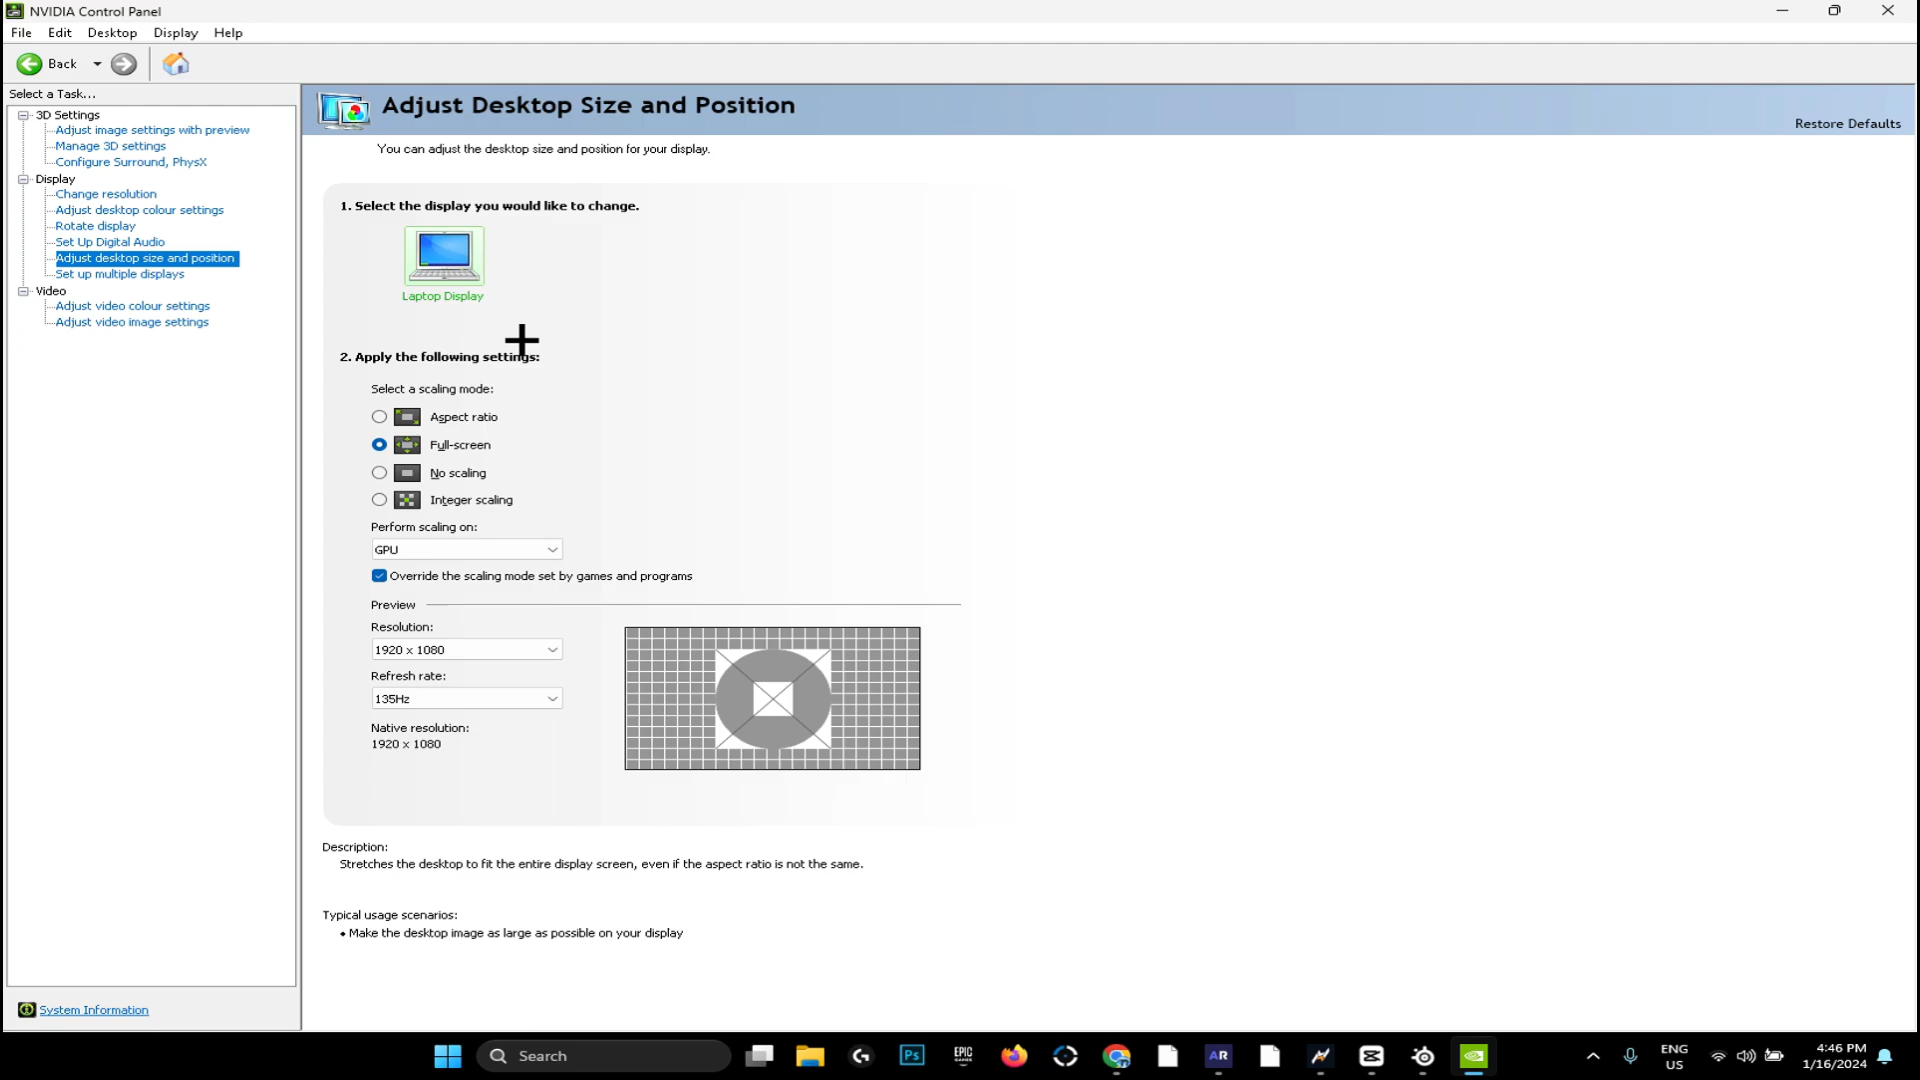 NVIDIA Control Panel
File Edit Desktop Display Help
Back
Select a Task...
3D Settings
Adjust image settings with preview
Manage 3D settings
Configure Surround, PhysX
Display
Change resolution
Adjust desktop colour settings
Rotate display
Set Up Digital Audio
Adjust desktop size and position
Set up multiple displays
Video
Adjust video colour settings
Adjust video image settings
System Information
Adjust Desktop Size and Position
Restore Defaults
You can adjust the desktop size and position for your display.
1. Select the display you would like to change.
Laptop Display
2. Apply the following settings:
Select a scaling mode:
Aspect ratio
Full-screen
No scaling
Integer scaling
Perform scaling on:
GPU
Override the scaling mode set by games and programs
Preview
Resolution:
1920 x 1080
Refresh rate:
135Hz
Native resolution:
1920 x 1080
Description:
Stretches the desktop to fit the entire display screen, even if the aspect ratio is not the same.
Typical usage scenarios:
• Make the desktop image as large as possible on your display
Search
Ps
EPIC
GAMES
AR
ENG
US
4:46 PM
1/16/2024